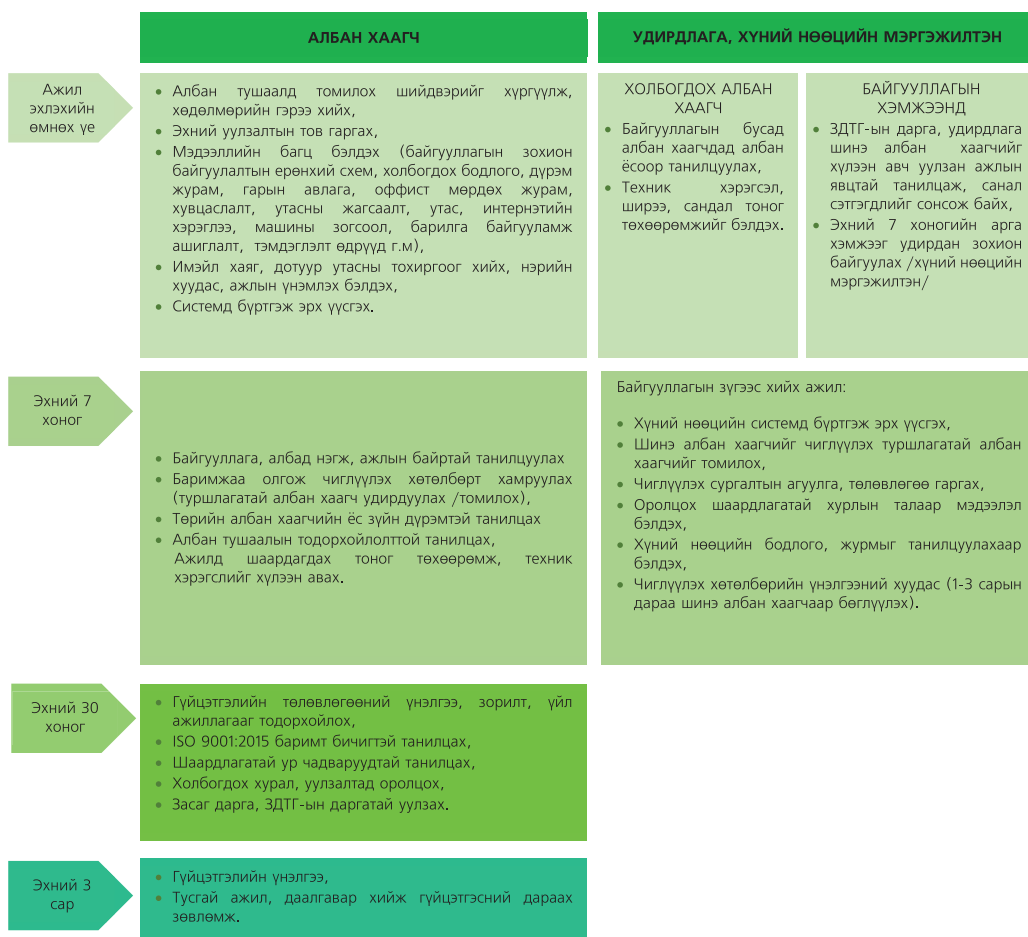 АЛБАН ХААГЧ
УДИРДЛАГА, ХҮНИЙ НӨӨЦИЙН МЭРГЭЖИЛТЭН
Ажил
эхлэхийн
өмнөх үе
• Албан тушаалд томилох шийдвэрийг хүргүүлж,
хөдөлмөрийн гэрээ хийх,
• Эхний уулзалтын тов гаргах,
• Мэдээллийн багц бэлдэх (байгууллагын зохион
байгуулалтын ерөнхий схем, холбогдох бодлого, дүрэм
журам, гарын авлага, оффист мөрдөх журам,
хувцаслалт, утасны жагсаалт, утас, интернэтийн
хэрэглээ, машины зогсоол, барилга байгууламж
ашиглалт, тэмдэглэлт өдрүүд г.м),
• Имэйл хаяг, дотуур утасны тохиргоог хийх, нэрийн
хуудас, ажлын үнэмлэх бэлдэх,
• Системд бүртгэж эрх үүсгэх.
ХОЛБОГДОХ АЛБАН
ХААГЧ
• Байгууллагын бусад
албан хаагчдад албан
ёсоор танилцуулах,
• Техник хэрэгсэл,
ширээ, сандал тоног
төхөөрөмжийг бэлдэх.
БАЙГУУЛЛАГЫН
ХЭМЖЭЭНД
• ЗДТГ-ын дарга, удирдлага
шинэ албан хаагчийг
хүлээн авч уулзан ажлын
явцтай танилцаж, санал
сэтгэгдлийг сонсож байх,
• Эхний 7 хоногийн арга
хэмжээг удирдан зохион
байгуулах /хүний нөөцийн
мэргэжилтэн/
Эхний 7
хоног
• Байгууллага, албад нэгж, ажлын байртай танилцуулах
• Баримжаа олгож чиглүүлэх хөтөлбөрт хамруулах
(туршлагатай албан хаагч удирдуулах /томилох),
• Төрийн албан хаагчийн ёс зүйн дүрэмтэй танилцах
• Албан тушаалын тодорхойлолттой танилцах,
Ажилд шаардагдах тоног төхөөрөмж, техник
хэрэгслийг хүлээн авах.
Байгууллагын зүгээс хийх ажил:
• Хүний нөөцийн системд бүртгэж эрх үүсгэх,
• Шинэ албан хаагчийг чиглүүлэх туршлагатай албан
хаагчийг томилох,
• Чиглүүлэх сургалтын агуулга, төлөвлөгөө гаргах,
• Оролцох шаардлагатай хурлын талаар мэдээлэл
бэлдэх,
• Хүний нөөцийн бодлого, журмыг танилцуулахаар
бэлдэх,
• Чиглүүлэх хөтөлбөрийн үнэлгээний хуудас (1-3 сарын
дараа шинэ албан хаагчаар бөглүүлэх).
Эхний 30
хоног
• Гүйцэтгэлийн төлөвлөгөөний үнэлгээ, зорилт, үйл
ажиллагааг тодорхойлох,
• ISO 9001:2015 баримт бичигтэй танилцах,
• Шаардлагатай ур чадваруудтай танилцах,
• Холбогдох хурал, уулзалтад оролцох,
• Засаг дарга, ЗДТГ-ын даргатай уулзах.
Эхний 3
сар
• Гүйцэтгэлийн үнэлгээ,
• Тусгай ажил, даалгавар хийж гүйцэтгэсний дараах
зөвлөмж.